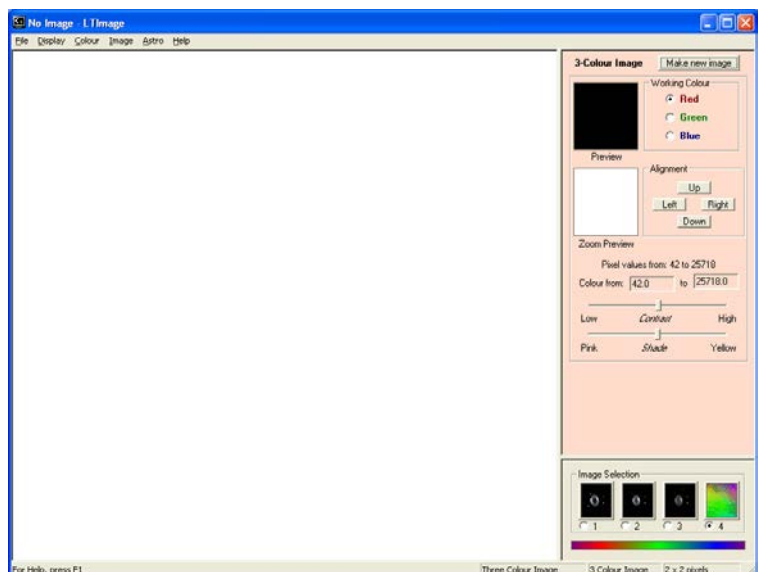 No Image - LTImage
File Display Colour Image Astro Help
3-Colour Image Make new image
Working Colour
Red
Green
Blue
Preview
Alignment
Up
Left Right
Down
Zoom Preview
Pixel values from: 42 to 25718
Colour from: 42.0 to 25718.0
Low Contrast High
Pink Shade Yellow
Image Selection
1 2 3 4
For Help, press F1 Three Colour Image 3 Colour Image 2 x 2 pixels